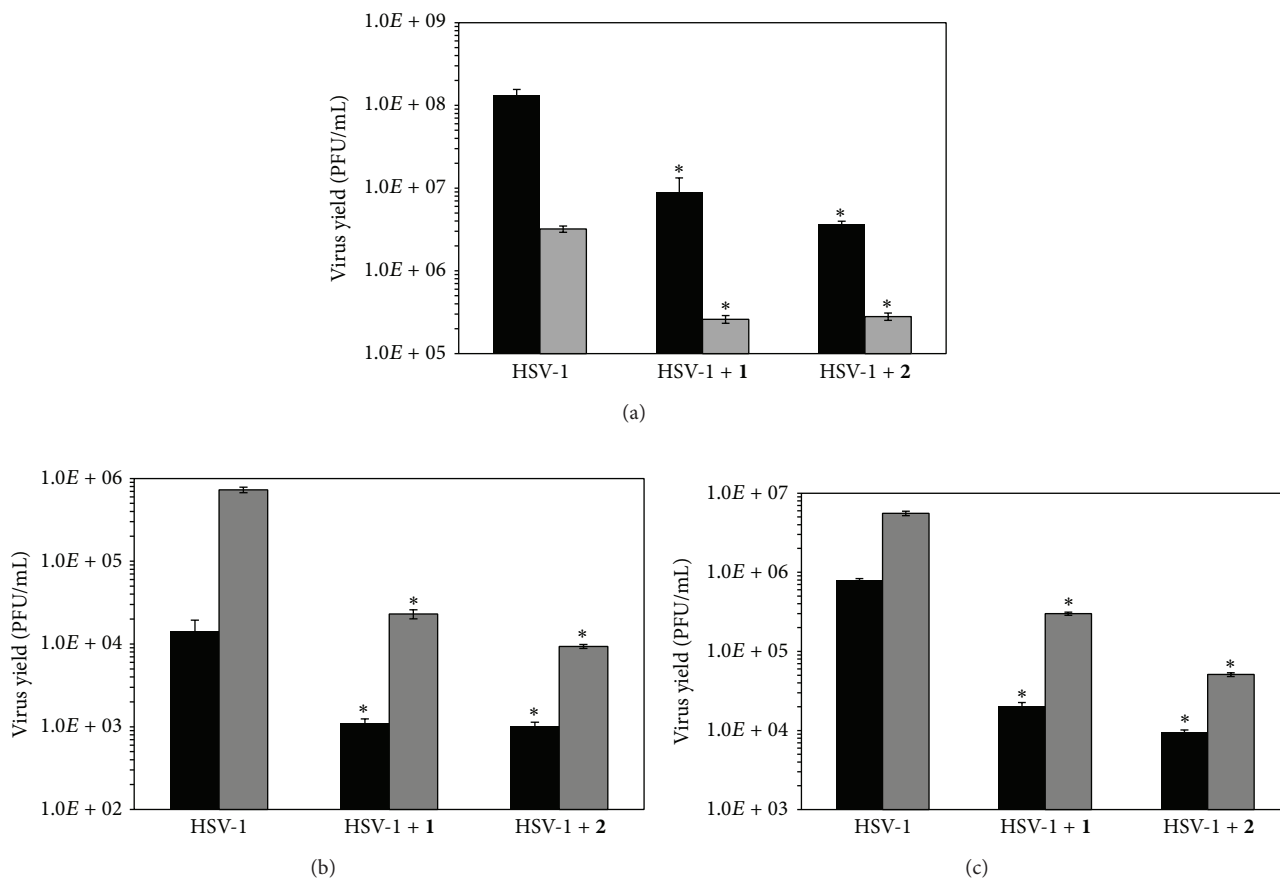 1.0E + 09
1.0E + 08
1.0E + 07
1.0E + 06
1.0E + 05
Virus yield (PFU/mL)
*
*
*
*
HSV-1
HSV-1 + 1
HSV-1 + 2
(a)
1.0E + 06
1.0E + 05
1.0E + 04
1.0E + 03
1.0E + 02
Virus yield (PFU/mL)
*
*
*
*
HSV-1
HSV-1 + 1
HSV-1 + 2
(b)
1.0E + 07
1.0E + 06
1.0E + 05
1.0E + 04
1.0E + 03
Virus yield (PFU/mL)
*
*
*
*
HSV-1
HSV-1 + 1
HSV-1 + 2
(c)